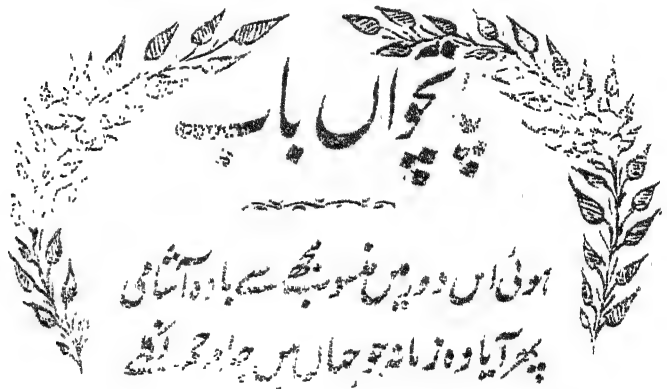 پنچواں باب
ہوئی اس دور میں منسوب مجھ سے بادہ آشامی
پھر آیا وہ زمانہ جو جہاں میں جام جم نکلے